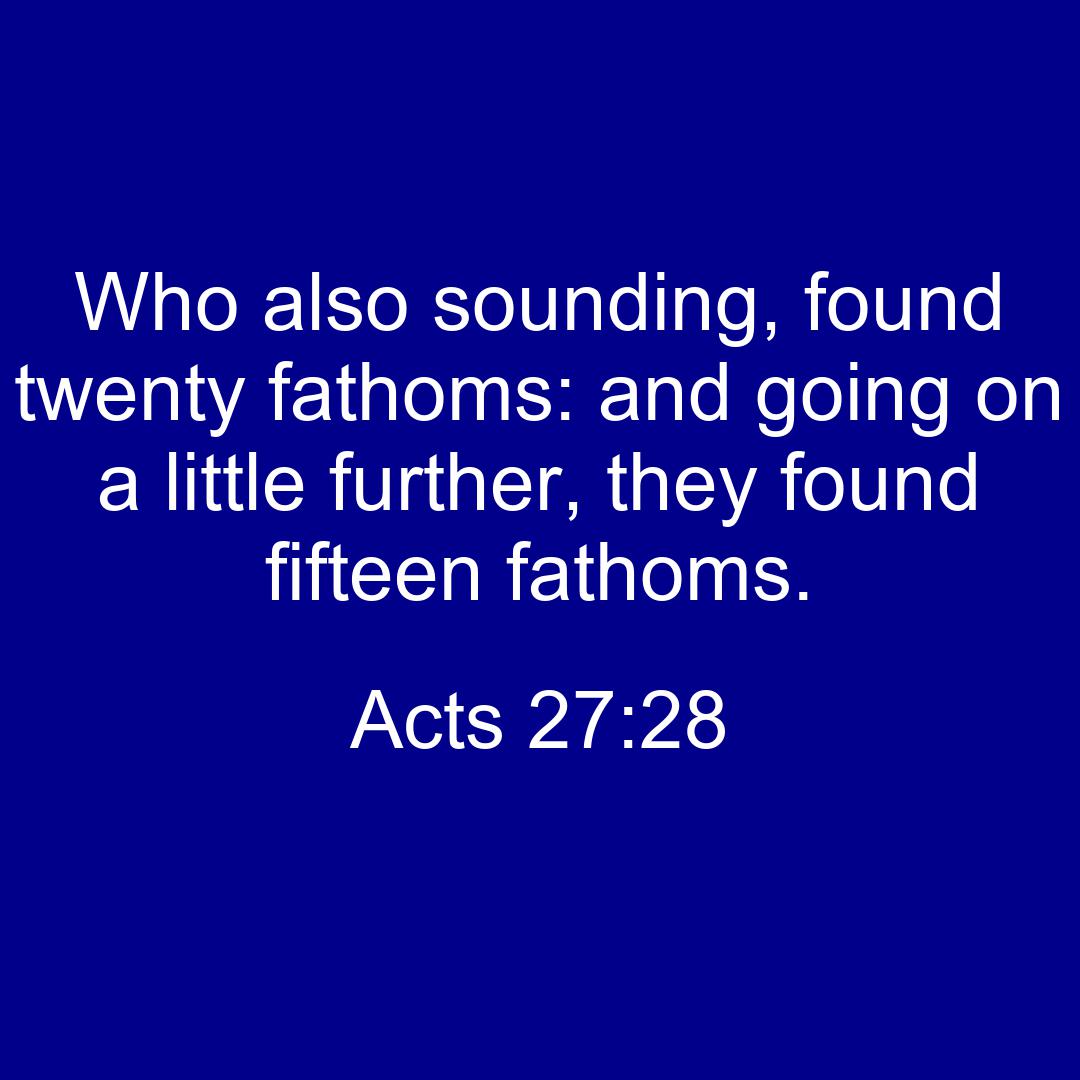 Who also sounding, found
twenty fathoms: and going on
a little further, they found
fifteen fathoms.
Acts 27:28